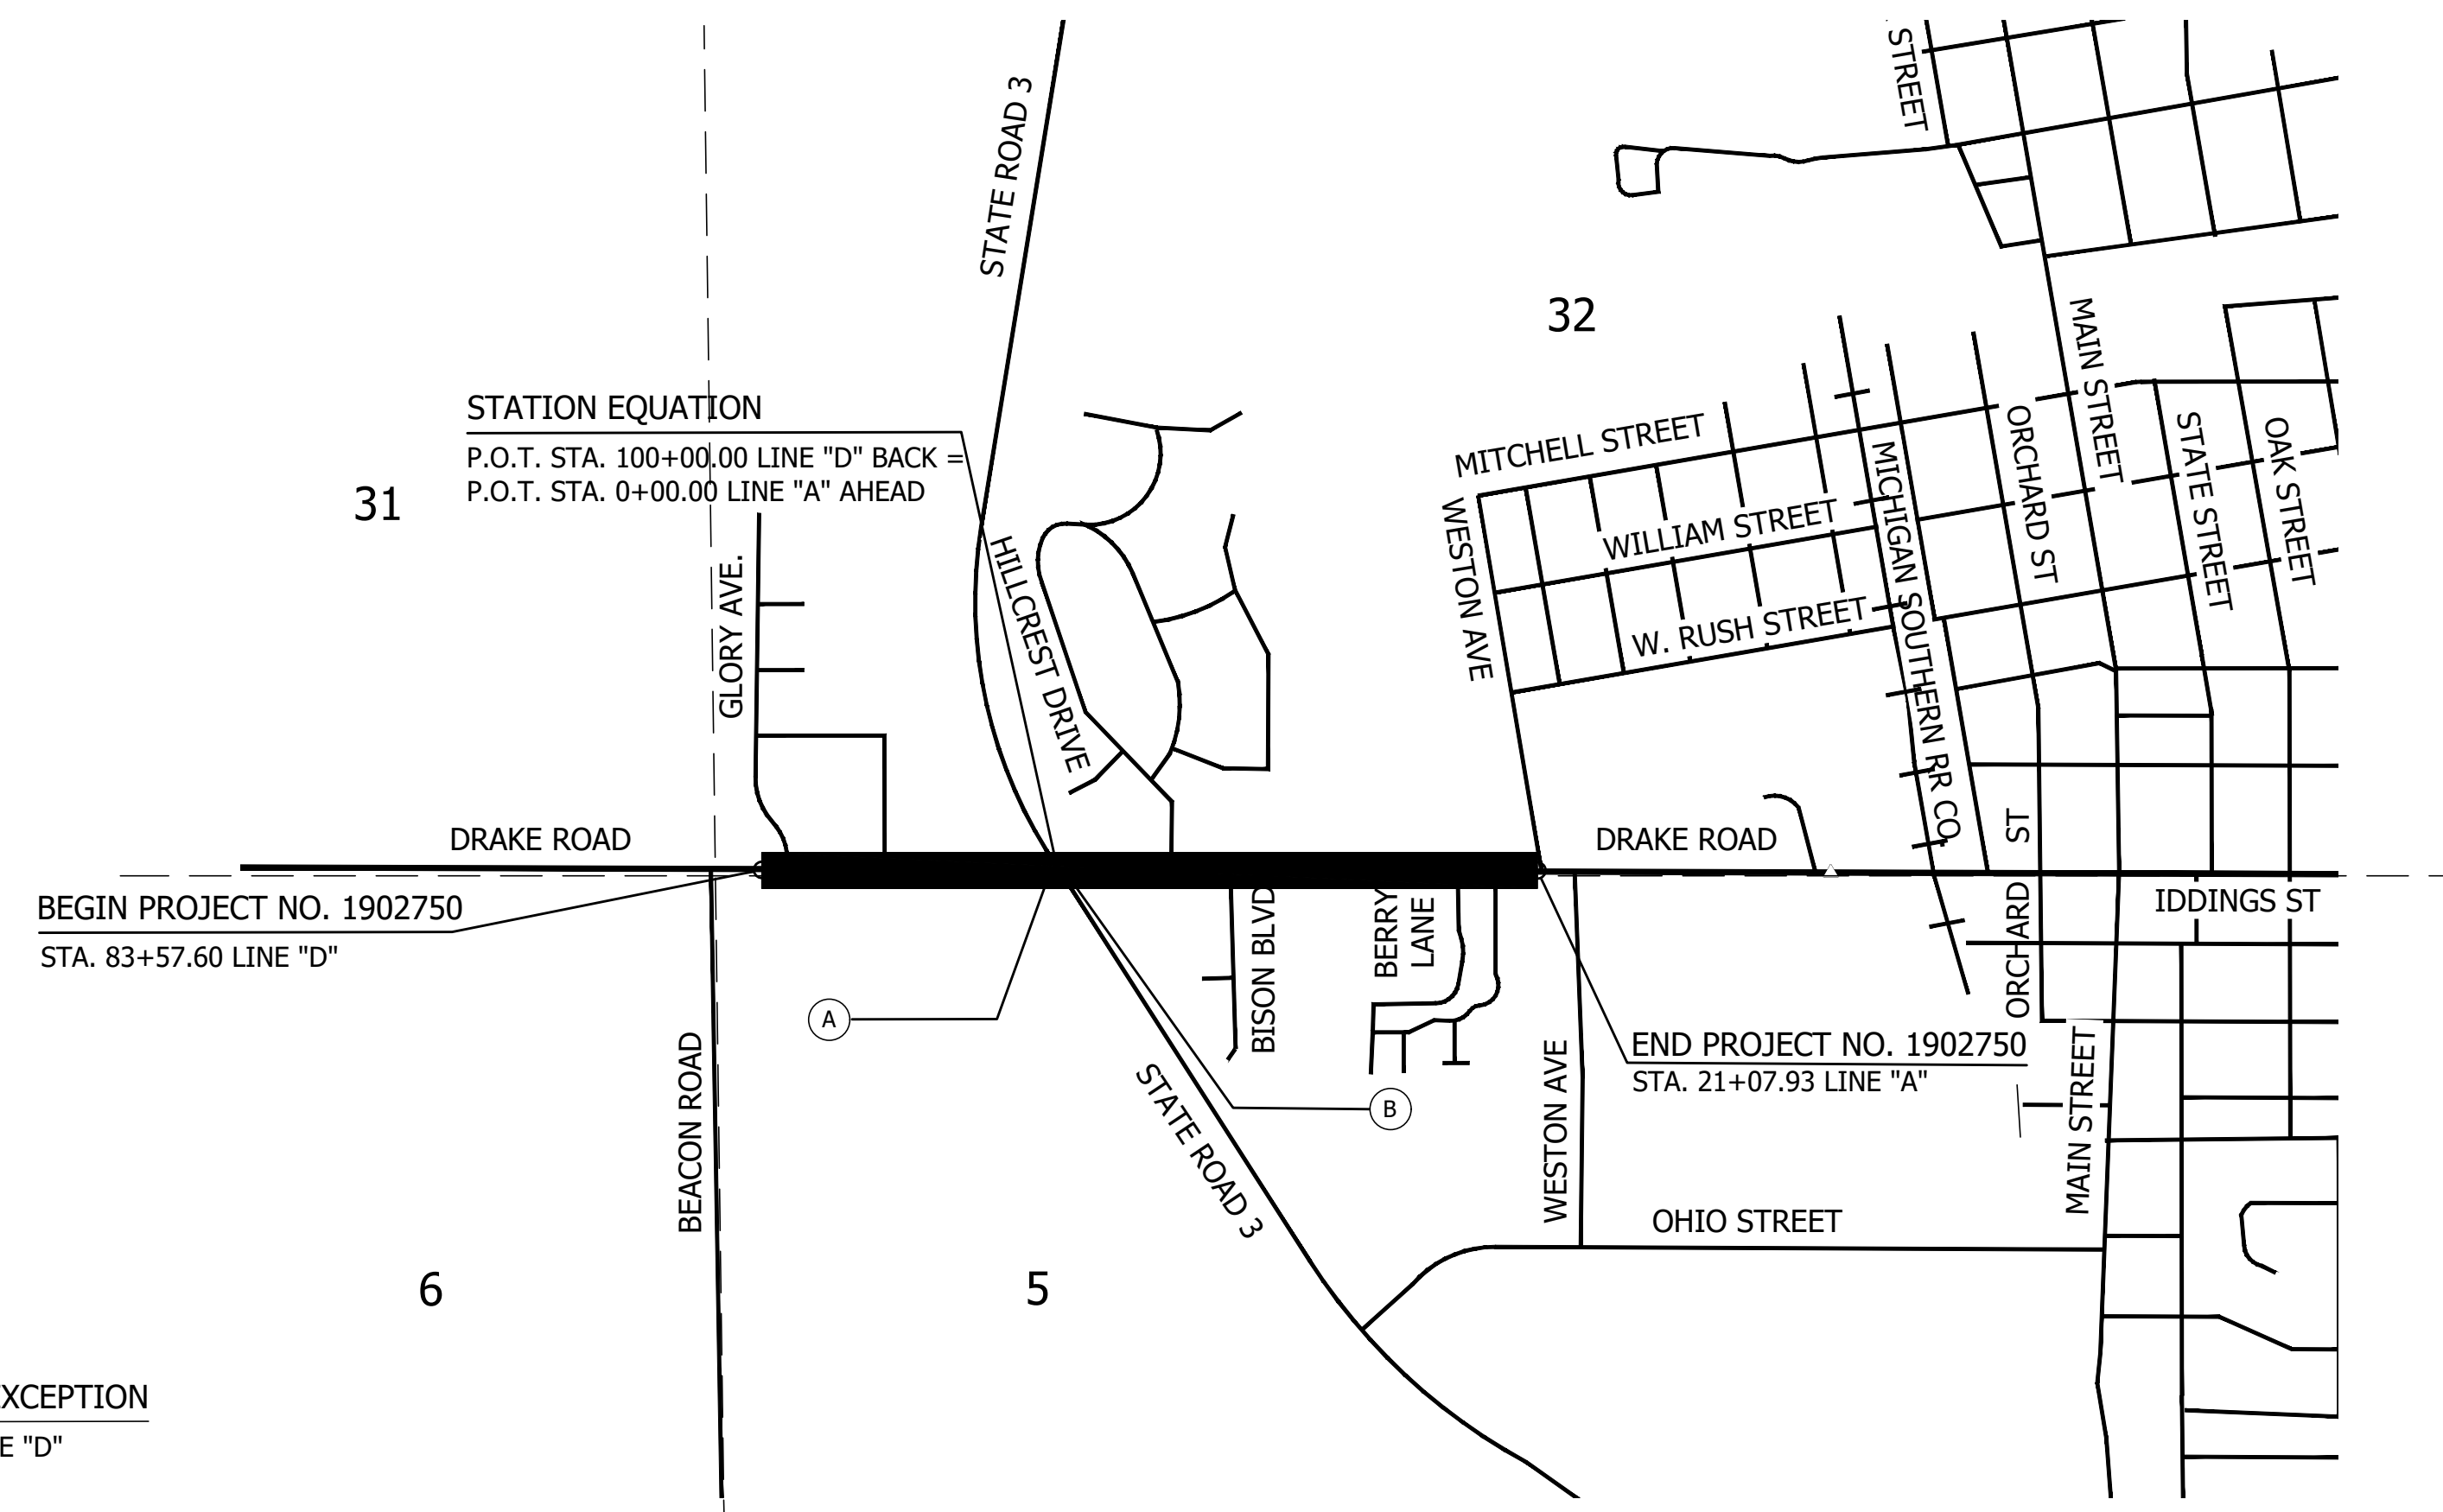 STREET
STATE ROAD 3
32
MAIN STREET
STATION EQUATION
P.O.T. STA. 100+00.00 LINE "D" BACK =
P.O.T. STA. 0+00.00 LINE "A" AHEAD
31
MITCHELL STREET
ORCHARD ST
STATE STREET
OAK STREET
MICHIGAN SOUTHERN RR CO
WESTON AVE
WILLIAM STREET
HILLCREST DRIVE
GLORY AVE.
W. RUSH STREET
DRAKE ROAD
DRAKE ROAD
ORCHARD ST
BEGIN PROJECT NO. 1902750
STA. 83+57.60 LINE "D"
BISON BLVD
BERRY
LANE
IDDINGS ST
A
BEACON ROAD
STATE ROAD 3
B
WESTON AVE
END PROJECT NO. 1902750
STA. 21+07.93 LINE "A"
MAIN STREET
OHIO STREET
6
5
XCEPTION
E "D"